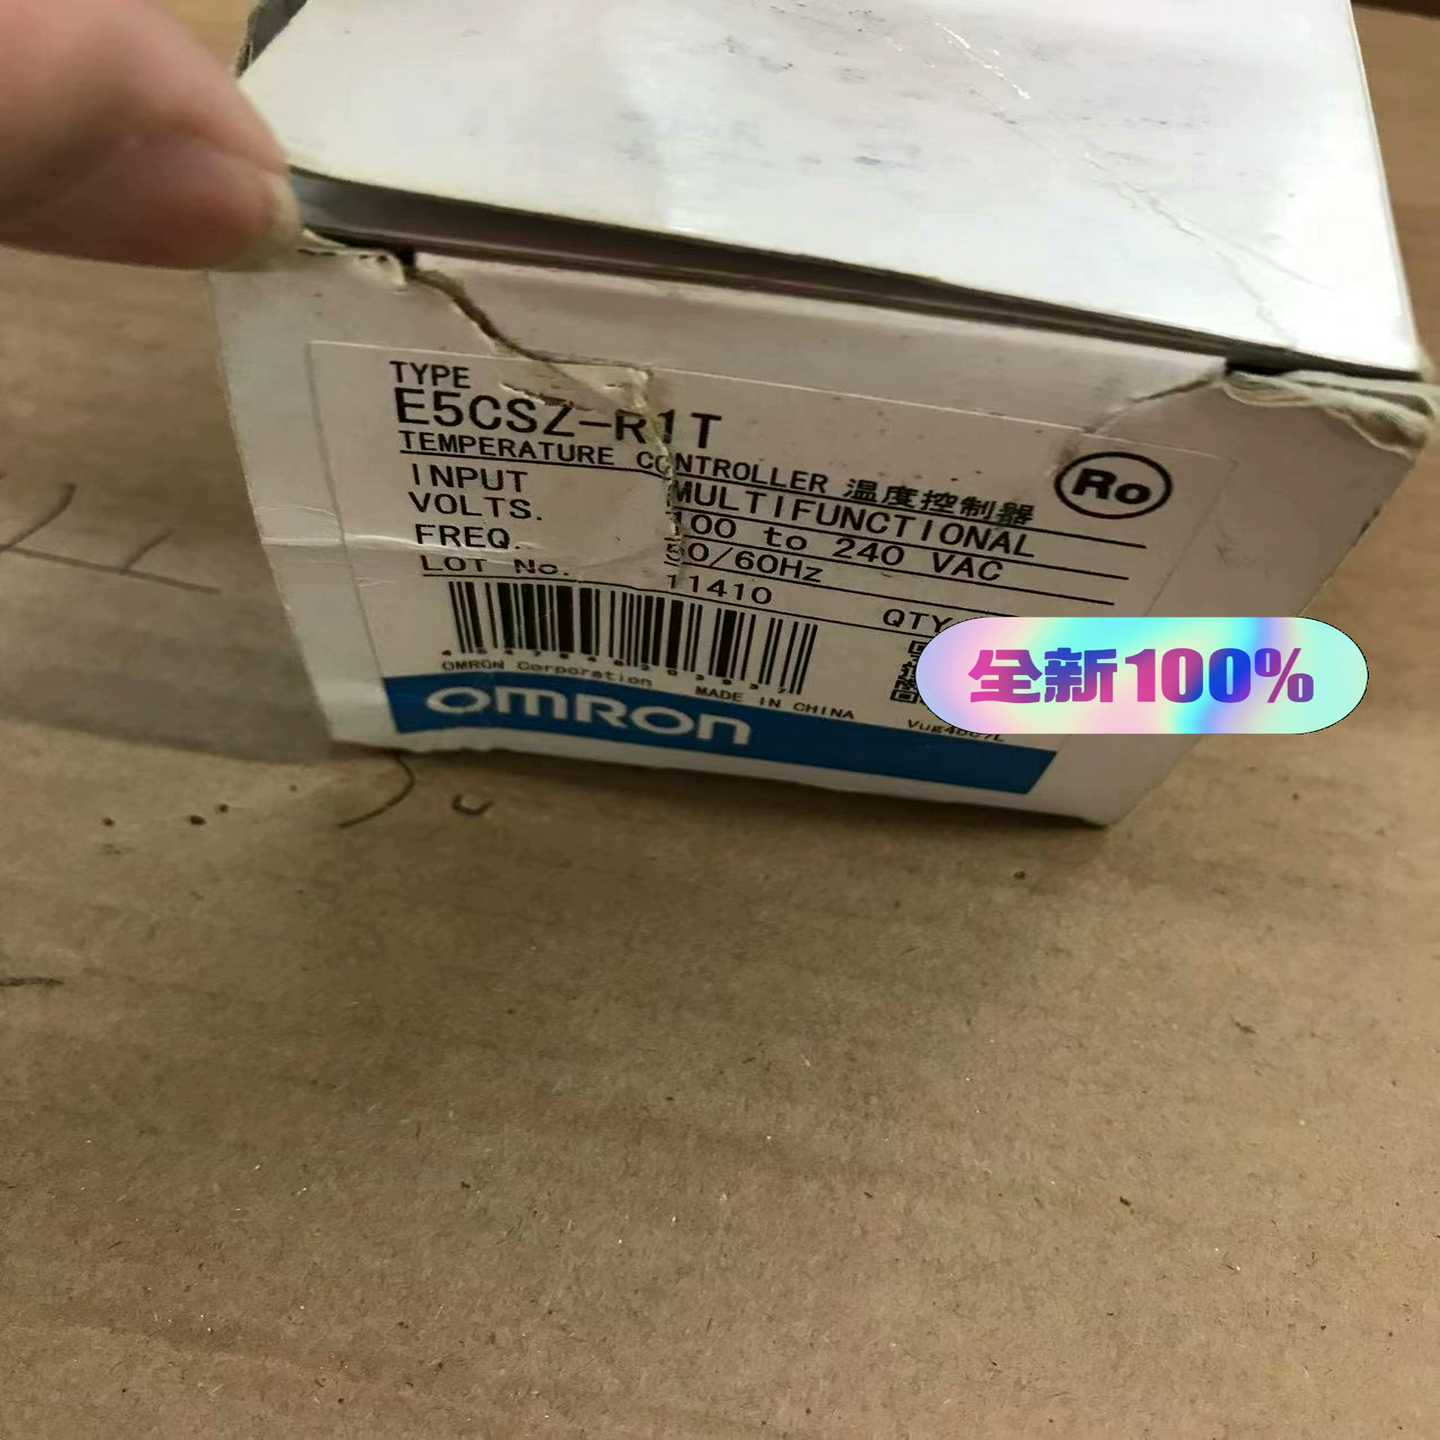 TYPE
E5CSZ-R1T
TEMPERATURE CONTROLLER 温度控制器
Ro
INPUT MULTIFUNCTIONAL
VOLTS. 100 to 240 VAC
FREQ. 50/60Hz
LOT No. 11410 QTY
OMRON Corporation MADE IN CHINA
OMRON
全新100%